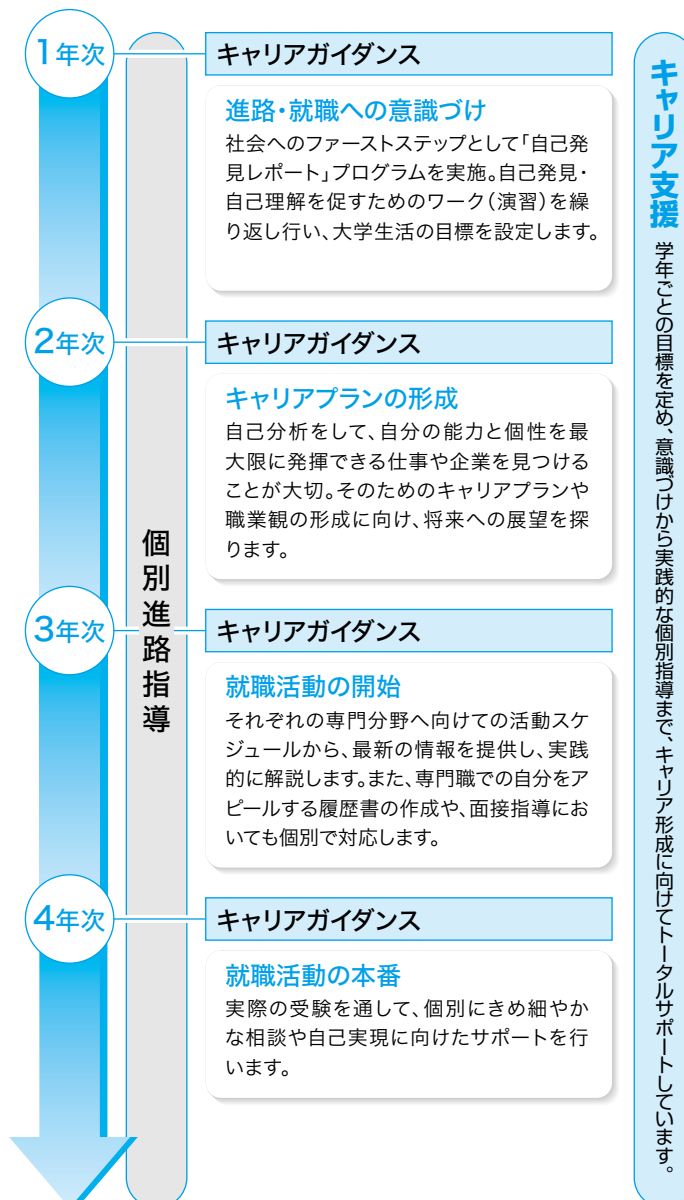 1年次
キャリアガイダンス
進路・就職への意識づけ
社会へのファーストステップとして「自己発
見レポート」プログラムを実施。自己発見・
自己理解を促すためのワーク(演習)を繰
り返し行い、大学生活の目標を設定します。
2年次
キャリアガイダンス
キャリアプランの形成
自己分析をして、自分の能力と個性を最
大限に発揮できる仕事や企業を見つける
ことが大切。そのためのキャリアプランや
職業観の形成に向け、将来への展望を探
ります。
3年次
キャリアガイダンス
就職活動の開始
それぞれの専門分野へ向けての活動スケ
ジュールから、最新の情報を提供し、実践
的に解説します。また、専門職での自分をア
ピールする履歴書の作成や、面接指導にお
いても個別で対応します。
4年次
キャリアガイダンス
就職活動の本番
実際の受験を通して、個別にきめ細やか
な相談や自己実現に向けたサポートを行
います。
個別進路指導
キャリア支援 学年ごとの目標を定め、意識づけから実践的な個別指導まで、キャリア形成に向けてトータルサポートしています。